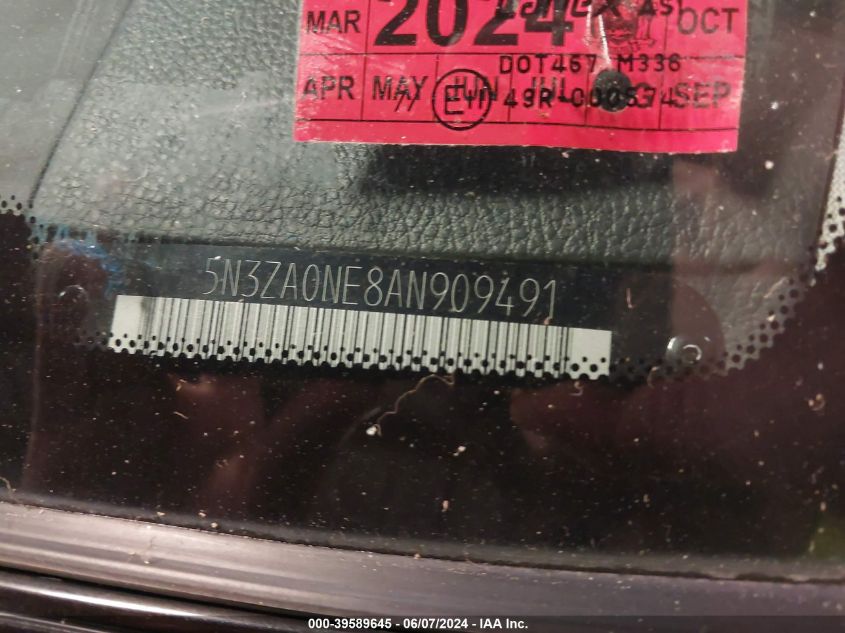 MAR 2024 OCT
DOT467 M336
APR MAY JUN JUL SEP
5N3ZA0NE8AN909491
000-39589645 - 06/07/2024 - IAA Inc.